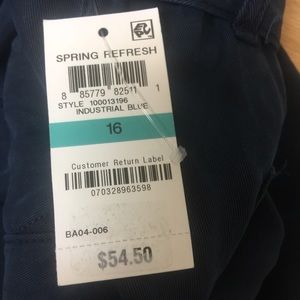 SPRING REFRESH
8 85779 82511 1
STYLE 100013196
INDUSTRIAL BLUE
16
Customer Return Label
070328963598
BA04-006
$54.50